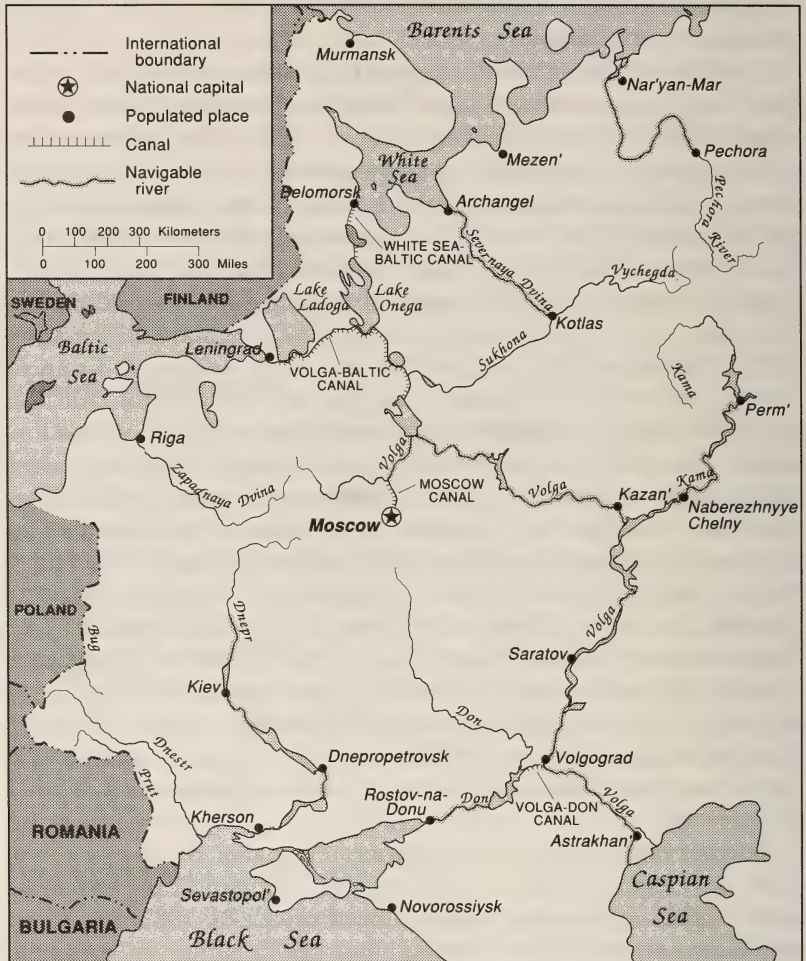 International
boundary
National capital
Populated place
Canal
Navigable
river
0 100 200 300 Kilometers
0 100 200 300 Miles
Barents Sea
Murmansk
Nar'yan-Mar
Mezen'
Pechora
White
Sea
Belomorsk
Archangel
Pechora River
WHITE SEA-
BALTIC CANAL
Severnaya Dvina
Vychegda
SWEDEN
FINLAND
Lake
Ladoga
Lake
Onega
Kotlas
Baltic
Sea
Leningrad
Sukhona
VOLGA-BALTIC
CANAL
Kama
Perm'
Riga
Volga
Zapadnaya Dvina
MOSCOW
CANAL
Volga
Kazan'
Kama
Naberezhnyye
Chelny
Moscow
POLAND
Bug
Dnepr
Volga
Saratov
Kiev
Don
Dnestr
Prut
Dnepropetrovsk
Volgograd
Rostov-na-
Donu
Don
VOLGA-DON
CANAL
Volga
Kherson
ROMANIA
Astrakhan'
Caspian
Sea
Sevastopol'
Novorossiysk
BULGARIA
Black Sea